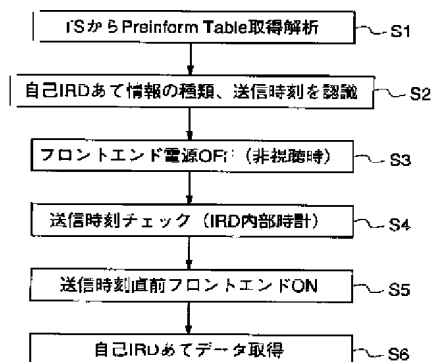 TSからPreinform Table取得解析 S1
自己IRDあて情報の種類、送信時刻を認識 S2
フロントエンド電源OFF (非視聴時) S3
送信時刻チェック (IRD内部時計) S4
送信時刻直前フロントエンドON S5
自己IRDあてデータ取得 S6